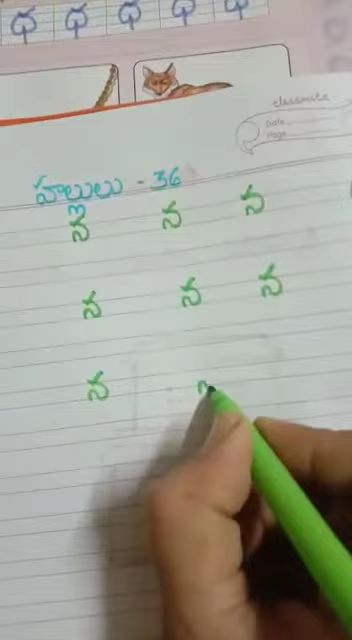 థ థ థ థ థ
classmate
Date
Page
హల్లులు - 36
న న న
న న న
న